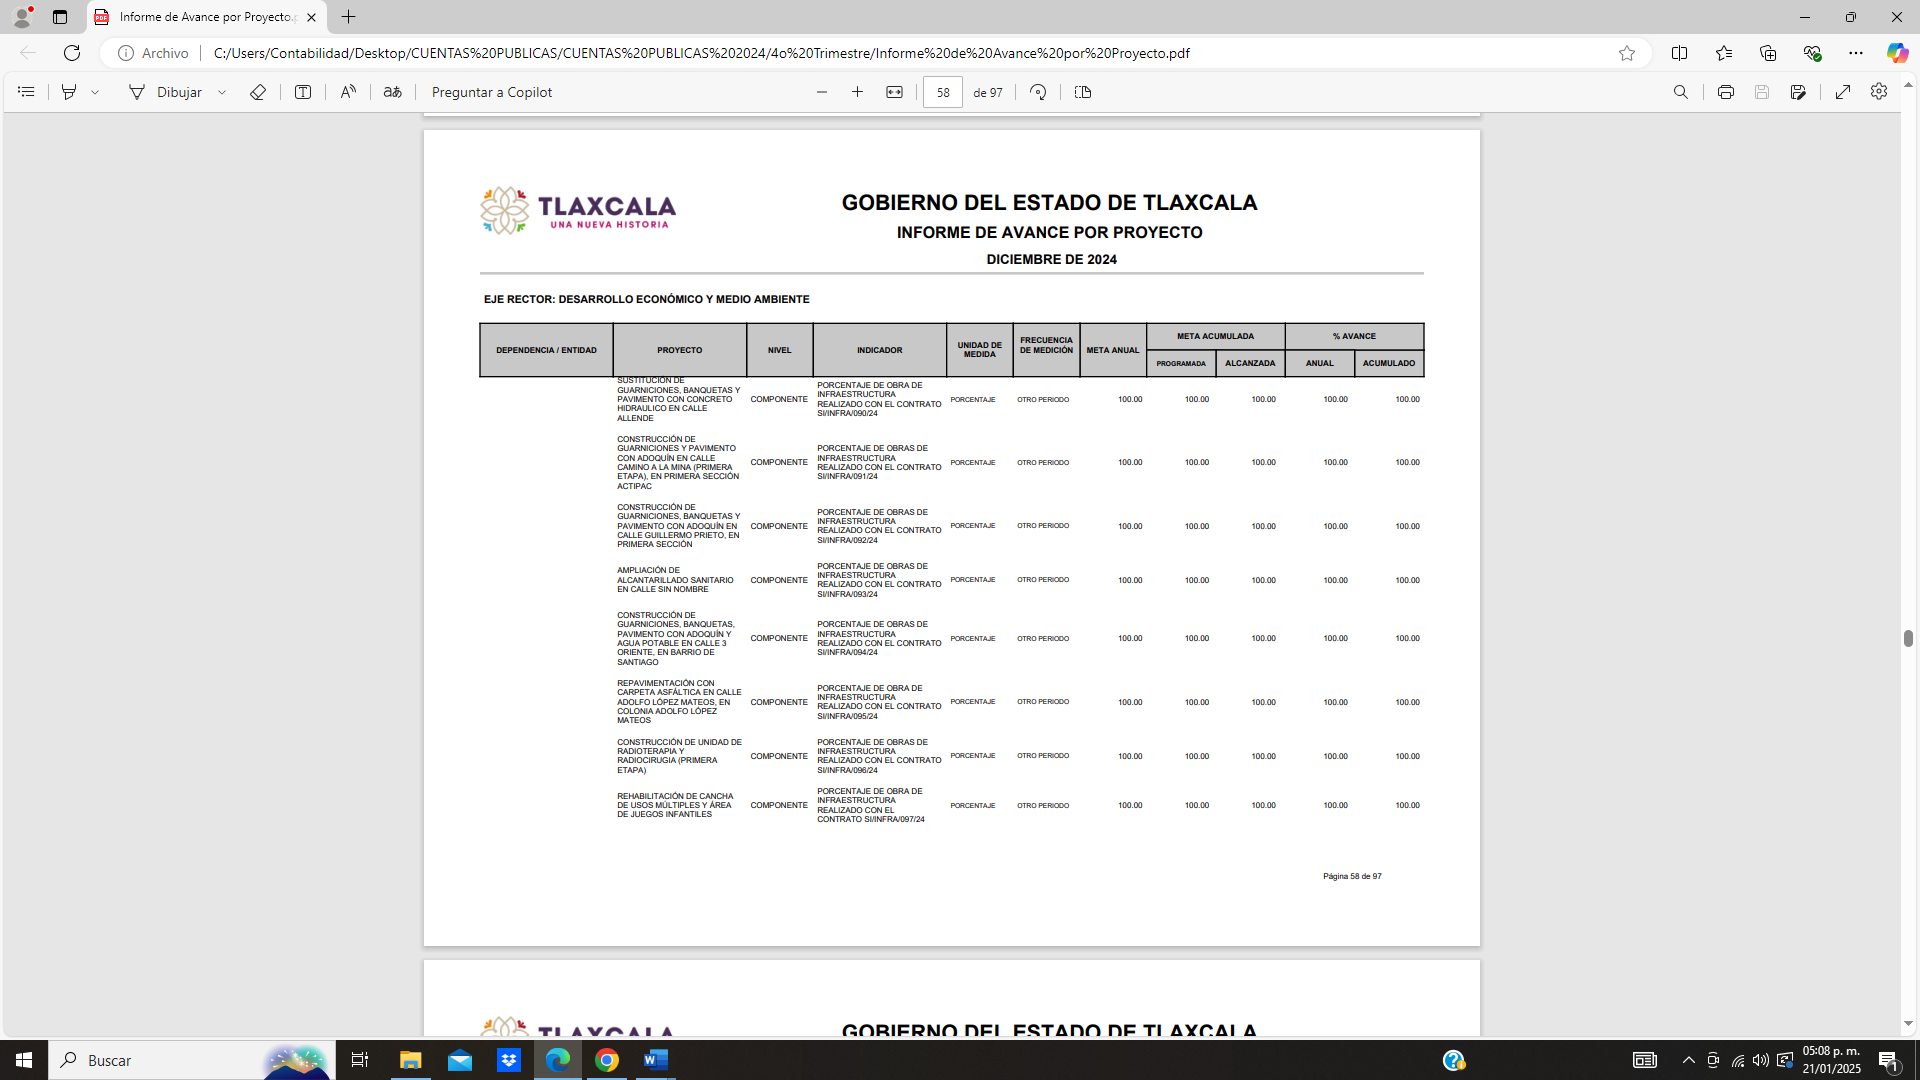 Informe de Avance por Proyecto.p
Archivo
C:/Users/Contabilidad/Desktop/CUENTAS%20PUBLICAS/CUENTAS%20PUBLICAS%202024/4o%20Trimestre/Informe%20de%20Avance%20por%20Proyecto.pdf
Dibujar
Preguntar a Copilot
58 de 97
TLAXCALA
UNA NUEVA HISTORIA
GOBIERNO DEL ESTADO DE TLAXCALA
INFORME DE AVANCE POR PROYECTO
DICIEMBRE DE 2024
EJE RECTOR: DESARROLLO ECONÓMICO Y MEDIO AMBIENTE
DEPENDENCIA / ENTIDAD
PROYECTO
NIVEL
INDICADOR
UNIDAD DE
MEDIDA
FRECUENCIA
DE MEDICIÓN
META ANUAL
META ACUMULADA
PROGRAMADA
ALCANZADA
% AVANCE
ANUAL
ACUMULADO
SUSTITUCIÓN DE
GUARNICIONES, BANQUETAS Y
PAVIMENTO CON CONCRETO
HIDRAULICO EN CALLE
ALLENDE
COMPONENTE
PORCENTAJE DE OBRA DE
INFRAESTRUCTURA
REALIZADO CON EL CONTRATO
SI/INFRA/090/24
PORCENTAJE
OTRO PERIODO
100.00 100.00 100.00 100.00 100.00
CONSTRUCCIÓN DE
GUARNICIONES Y PAVIMENTO
CON ADOQUÍN EN CALLE
CAMINO A LA MINA (PRIMERA
ETAPA), EN PRIMERA SECCIÓN
ACTIPAC
COMPONENTE
PORCENTAJE DE OBRAS DE
INFRAESTRUCTURA
REALIZADO CON EL CONTRATO
SI/INFRA/091/24
PORCENTAJE
OTRO PERIODO
100.00 100.00 100.00 100.00 100.00
CONSTRUCCIÓN DE
GUARNICIONES, BANQUETAS Y
PAVIMENTO CON ADOQUÍN EN
CALLE GUILLERMO PRIETO, EN
PRIMERA SECCIÓN
COMPONENTE
PORCENTAJE DE OBRAS DE
INFRAESTRUCTURA
REALIZADO CON EL CONTRATO
SI/INFRA/092/24
PORCENTAJE
OTRO PERIODO
100.00 100.00 100.00 100.00 100.00
AMPLIACIÓN DE
ALCANTARILLADO SANITARIO
EN CALLE SIN NOMBRE
COMPONENTE
PORCENTAJE DE OBRAS DE
INFRAESTRUCTURA
REALIZADO CON EL CONTRATO
SI/INFRA/093/24
PORCENTAJE
OTRO PERIODO
100.00 100.00 100.00 100.00 100.00
CONSTRUCCIÓN DE
GUARNICIONES, BANQUETAS,
PAVIMENTO CON ADOQUÍN Y
AGUA POTABLE EN CALLE 3
ORIENTE, EN BARRIO DE
SANTIAGO
COMPONENTE
PORCENTAJE DE OBRAS DE
INFRAESTRUCTURA
REALIZADO CON EL CONTRATO
SI/INFRA/094/24
PORCENTAJE
OTRO PERIODO
100.00 100.00 100.00 100.00 100.00
REPAVIMENTACIÓN CON
CARPETA ASFÁLTICA EN CALLE
ADOLFO LÓPEZ MATEOS, EN
COLONIA ADOLFO LÓPEZ
MATEOS
COMPONENTE
PORCENTAJE DE OBRA DE
INFRAESTRUCTURA
REALIZADO CON EL CONTRATO
SI/INFRA/095/24
PORCENTAJE
OTRO PERIODO
100.00 100.00 100.00 100.00 100.00
CONSTRUCCIÓN DE UNIDAD DE
RADIOTERAPIA Y
RADIOCIRUGIA (PRIMERA
ETAPA)
COMPONENTE
PORCENTAJE DE OBRAS DE
INFRAESTRUCTURA
REALIZADO CON EL CONTRATO
SI/INFRA/096/24
PORCENTAJE
OTRO PERIODO
100.00 100.00 100.00 100.00 100.00
REHABILITACIÓN DE CANCHA
DE USOS MÚLTIPLES Y ÁREA
DE JUEGOS INFANTILES
COMPONENTE
PORCENTAJE DE OBRA DE
INFRAESTRUCTURA
REALIZADO CON EL
CONTRATO SI/INFRA/097/24
PORCENTAJE
OTRO PERIODO
100.00 100.00 100.00 100.00 100.00
Página 58 de 97
TLAXCALA
GOBIERNO DEL ESTADO DE TLAXCALA
Buscar
05:08 p. m.
21/01/2025
1